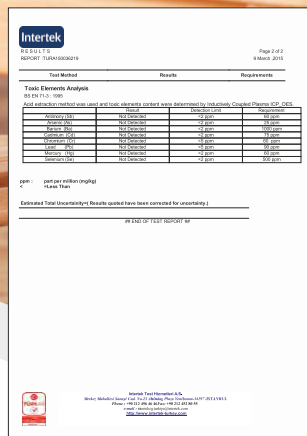 Intertek
RESULTS
Page 2 of 2
REPORT :TURA150036219
9 March ,2015
Test Method Results Requirements
Toxic Elements Analysis
BS EN 71-3 : 1995
Acid extraction method was used and toxic elements content were determined by Inductively Coupled Plasma ICP_OES.
Result Detection Limit Requirement
Antimony (Sb) Not Detected <2 ppm 60 ppm
Arsenic (As) Not Detected <2 ppm 25 ppm
Barium (Ba) Not Detected <2 ppm 1000 ppm
Cadmium (Cd) Not Detected <2 ppm 75 ppm
Chromium (Cr) Not Detected <5 ppm 60 ppm
Lead (Pb) Not Detected <5 ppm 90 ppm
Mercury (Hg) Not Detected <2 ppm 60 ppm
Selenium (Se) Not Detected <2 ppm 500 ppm
ppm : part per million (mg/kg)
< =Less Than
Estimated Total Uncertainty=( Results quoted have been corrected for uncertainty.)
## END OF TEST REPORT ##
Intertek Test Hizmetleri A.Ş.
http://www.intertek-turkey.com